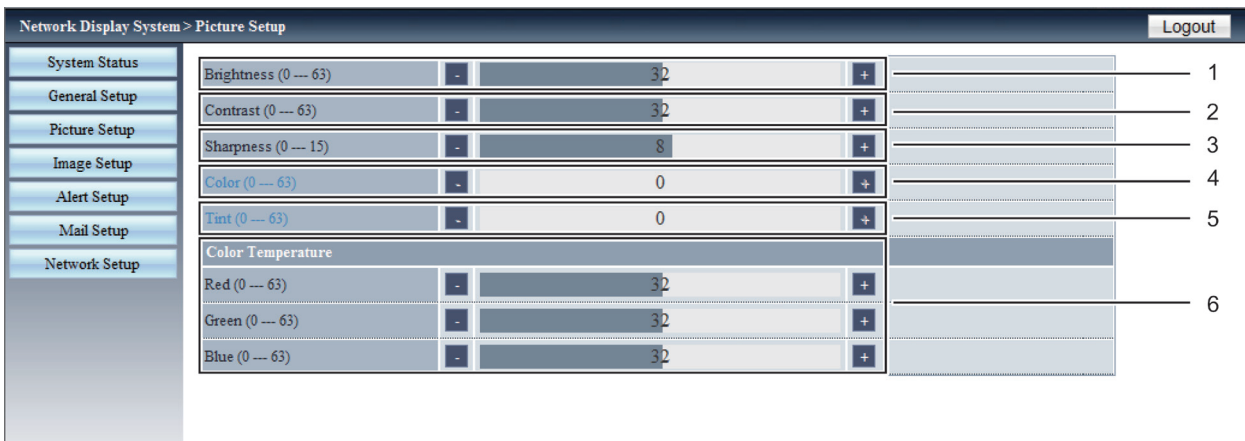 Network Display System > Picture Setup
Logout
System Status
General Setup
Picture Setup
Image Setup
Alert Setup
Mail Setup
Network Setup
Brightness (0 --- 63) - 32 + 1
Contrast (0 --- 63) - 32 + 2
Sharpness (0 --- 15) - 8 + 3
Color (0 --- 63) - 0 + 4
Tint (0 --- 63) - 0 + 5
Color Temperature
Red (0 --- 63) - 32 +
Green (0 --- 63) - 32 + 6
Blue (0 --- 63) - 32 +